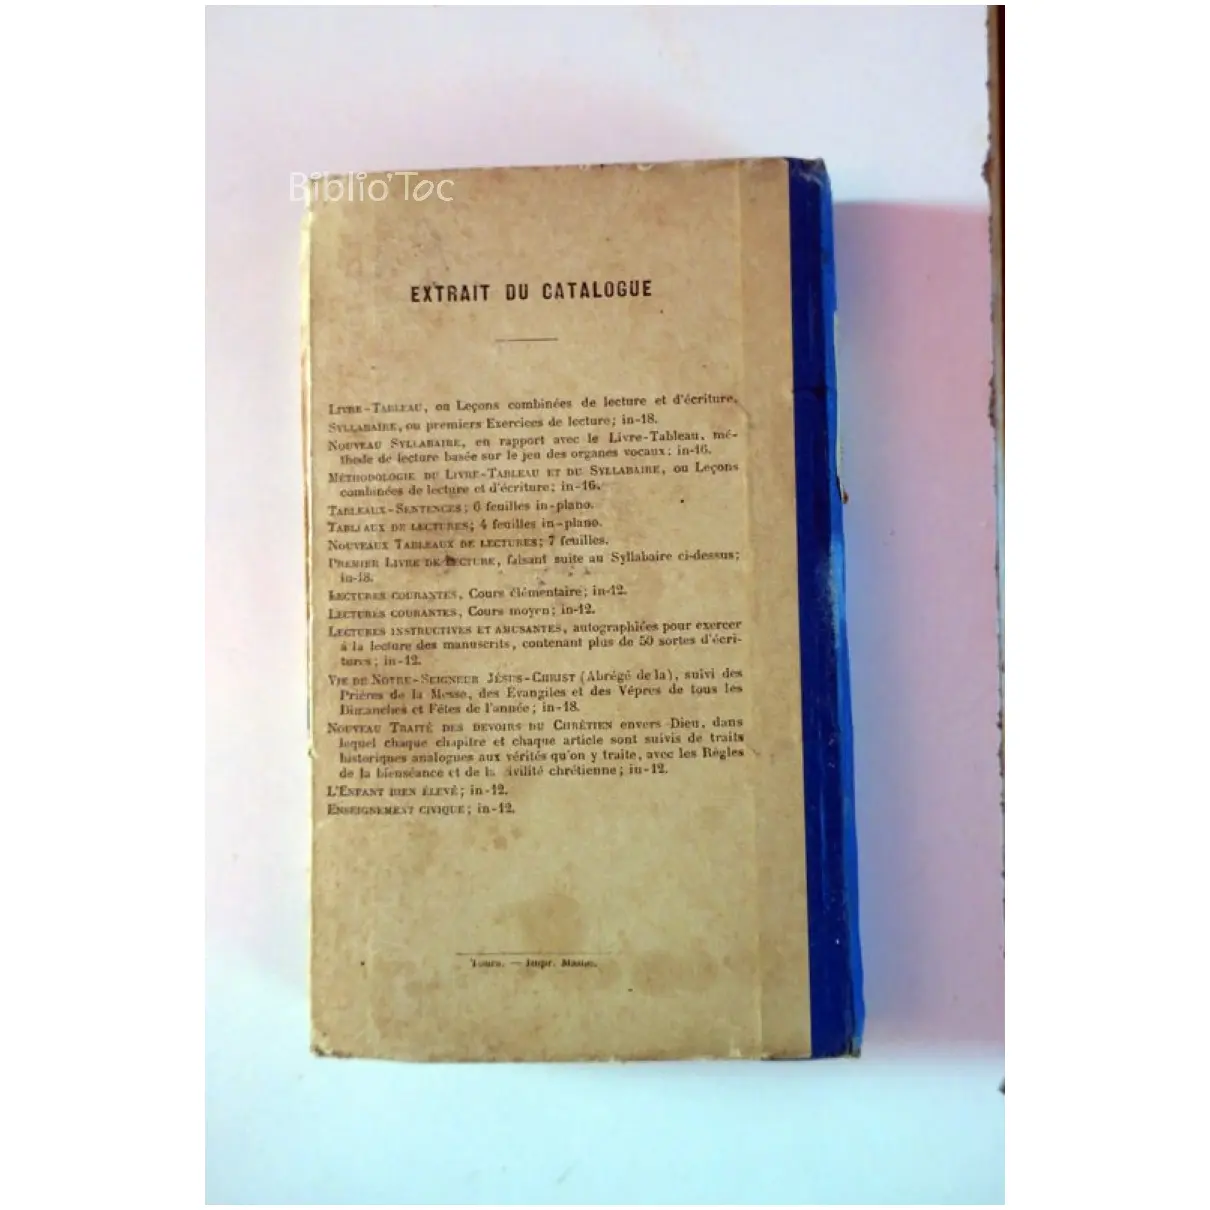 Biblio'Toc
EXTRAIT DU CATALOGUE
LIVRE-TABLEAU, ou Leçons combinées de lecture et d'écriture.
SYLLABAIRE, ou premiers Exercices de lecture; in-18.
NOUVEAU SYLLABAIRE, en rapport avec le Livre-Tableau, mé-
thode de lecture basée sur le jeu des organes vocaux; in-16.
MÉTHODOLOGIE DU LIVRE-TABLEAU ET DU SYLLABAIRE, ou Leçons
combinées de lecture et d'écriture; in-16.
TABLEAUX-SENTENCES; 6 feuilles in-plano.
TABLEAUX DE LECTURES; 4 feuilles in-plano.
NOUVEAUX TABLEAUX DE LECTURES; 7 feuilles.
PREMIER LIVRE DE LECTURE, faisant suite au Syllabaire ci-dessus;
in-18.
LECTURES COURANTES, Cours élémentaire; in-12.
LECTURES COURANTES, Cours moyen; in-12.
LECTURES INSTRUCTIVES ET AMUSANTES, autographiées pour exercer
à la lecture des manuscrits, contenant plus de 50 sortes d'écri-
tures; in-12.
VIE DE NOTRE-SEIGNEUR JÉSUS-CHRIST (Abrégé de la), suivi des
Prières de la Messe, des Évangiles et des Vêpres de tous les
Dimanches et Fêtes de l'année; in-18.
NOUVEAU TRAITÉ DES DEVOIRS DU CHRÉTIEN envers Dieu, dans
lequel chaque chapitre et chaque article sont suivis de traits
historiques analogues aux vérités qu'on y traite, avec les Règles
de la bienséance et de la civilité chrétienne; in-12.
L'ENFANT BIEN ÉLEVÉ; in-12.
ENSEIGNEMENT CIVIQUE; in-12.
Tours. — Impr. Mame.